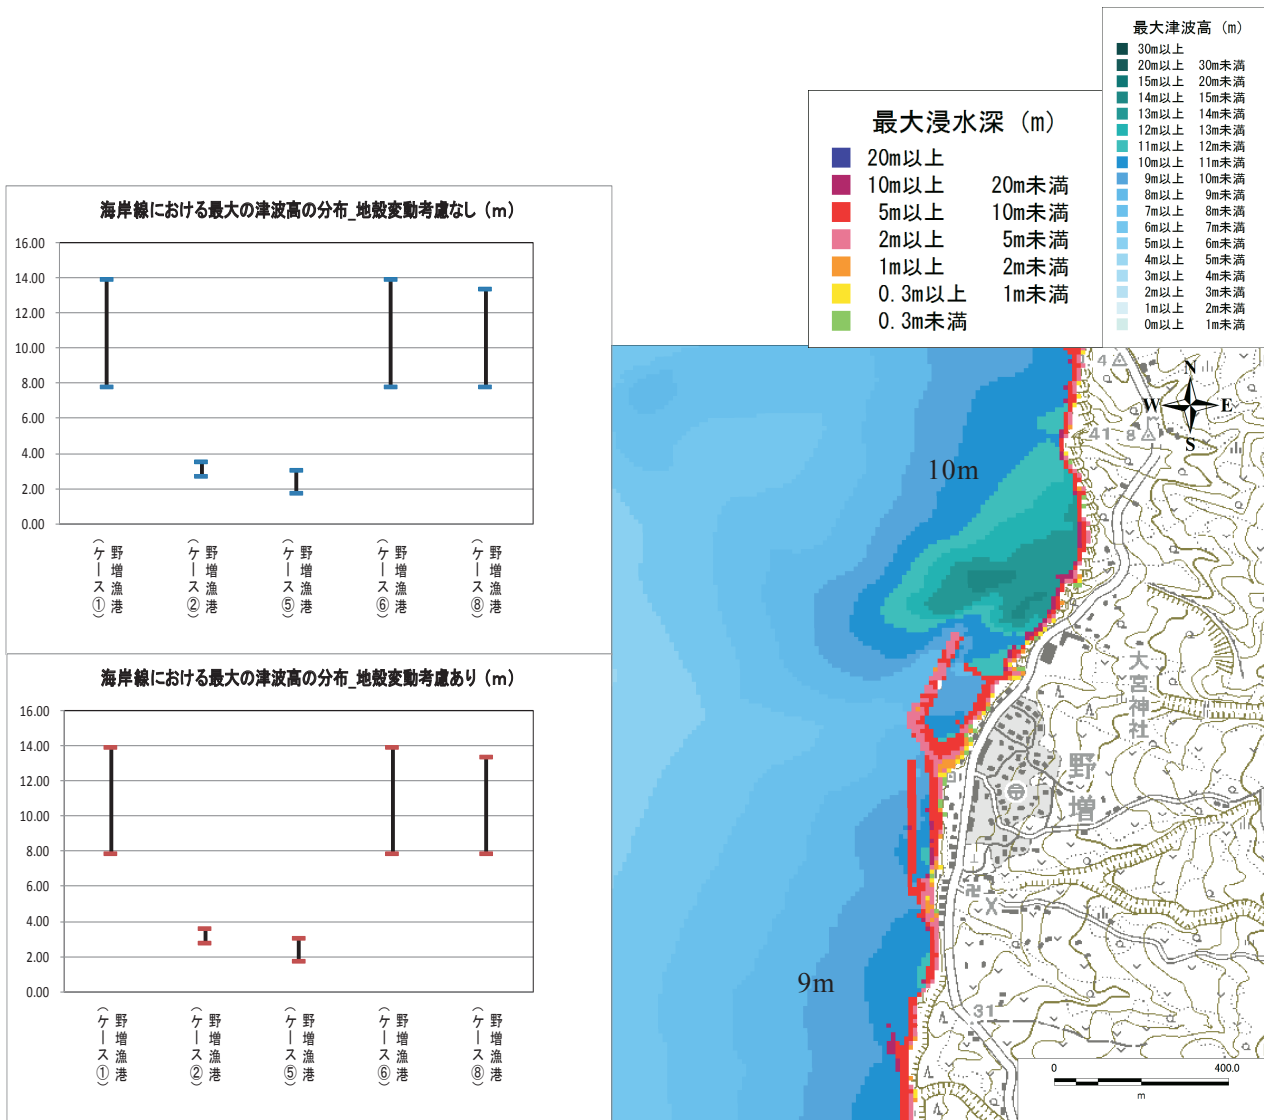 最大津波高 (m)
30m以上
20m以上 30m未満
15m以上 20m未満
14m以上 15m未満
13m以上 14m未満
12m以上 13m未満
11m以上 12m未満
10m以上 11m未満
9m以上 10m未満
8m以上 9m未満
7m以上 8m未満
6m以上 7m未満
5m以上 6m未満
4m以上 5m未満
3m以上 4m未満
2m以上 3m未満
1m以上 2m未満
0m以上 1m未満
最大浸水深 (m)
20m以上
10m以上 20m未満
5m以上 10m未満
2m以上 5m未満
1m以上 2m未満
0.3m以上 1m未満
0.3m未満
海岸線における最大の津波高の分布_地殻変動考慮なし (m)
16.00
14.00
12.00
10.00
8.00
6.00
4.00
2.00
0.00
野増漁港
(ケース①)
野増漁港
(ケース②)
野増漁港
(ケース⑤)
野増漁港
(ケース⑥)
野増漁港
(ケース⑧)
海岸線における最大の津波高の分布_地殻変動考慮あり (m)
16.00
14.00
12.00
10.00
8.00
6.00
4.00
2.00
0.00
野増漁港
(ケース①)
野増漁港
(ケース②)
野増漁港
(ケース⑤)
野増漁港
(ケース⑥)
野増漁港
(ケース⑧)
4
N
W E
S
41 8
10m
大宮神社
野増
9m
31
0 400.0
m